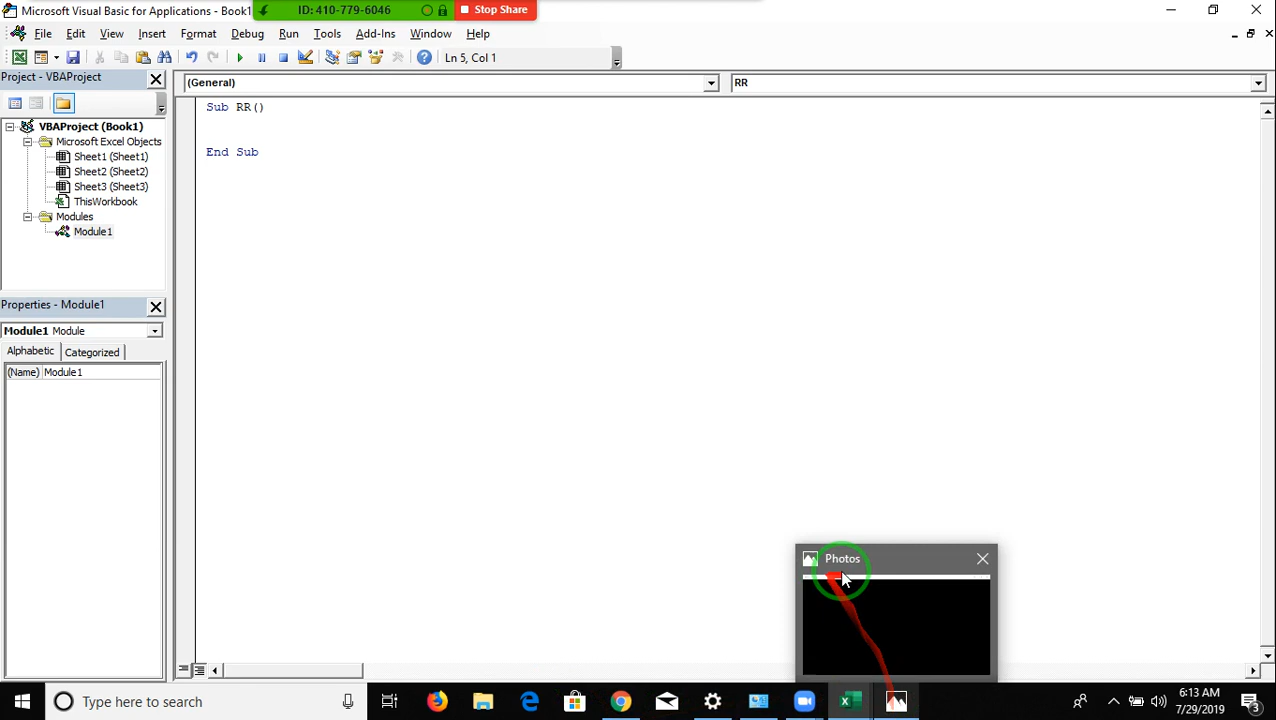 Microsoft Visual Basic for Applications - Book1
ID: 410-779-6046
Stop Share
File Edit View Insert Format Debug Run Tools Add-Ins Window Help
Ln 5, Col 1
Project - VBAProject
(General)
RR
VBAProject (Book1)
Microsoft Excel Objects
Sheet1 (Sheet1)
Sheet2 (Sheet2)
Sheet3 (Sheet3)
ThisWorkbook
Modules
Module1
Sub RR()
End Sub
Properties - Module1
Module1 Module
Alphabetic Categorized
(Name) Module1
Photos
Type here to search
6:13 AM
7/29/2019
3